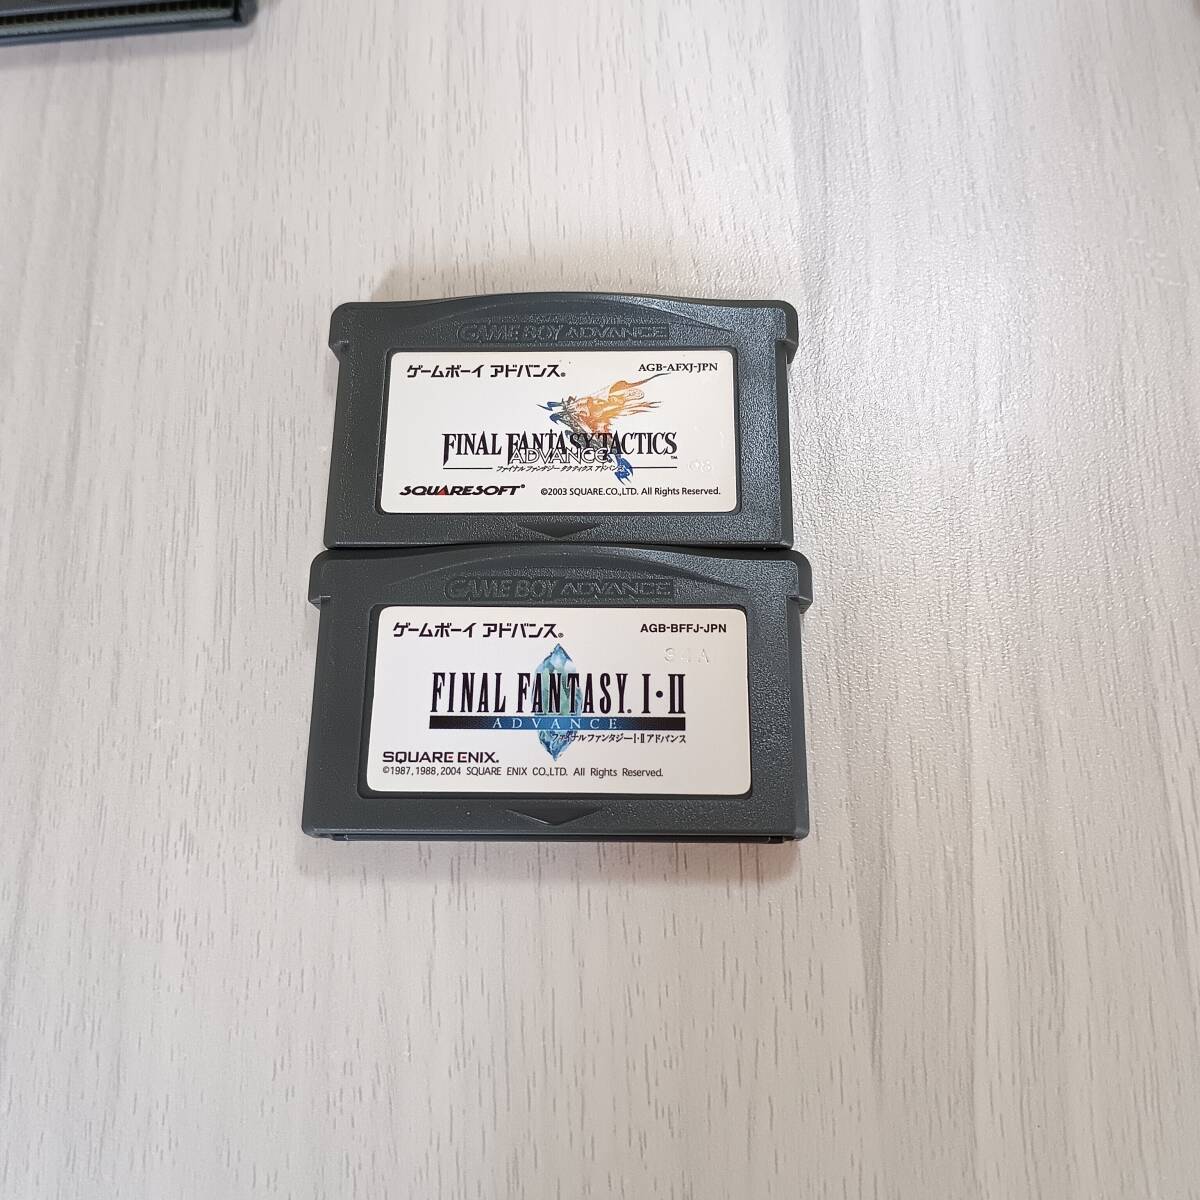 GAME BOY ADVANCE
ゲームボーイ アドバンス®
AGB-AFXJ-JPN
FINAL FANTASY TACTICS™
ADVANCE
ファイナルファンタジー タクティクス アドバンス
SQUARESOFT®
©2003 SQUARE.CO.,LTD. All Rights Reserved.
GAME BOY ADVANCE
ゲームボーイ アドバンス®
AGB-BFFJ-JPN
FINAL FANTASY. I・II
ADVANCE
ファイナルファンタジーI・II アドバンス
SQUARE ENIX.
©1987, 1988, 2004 SQUARE ENIX CO.,LTD. All Rights Reserved.